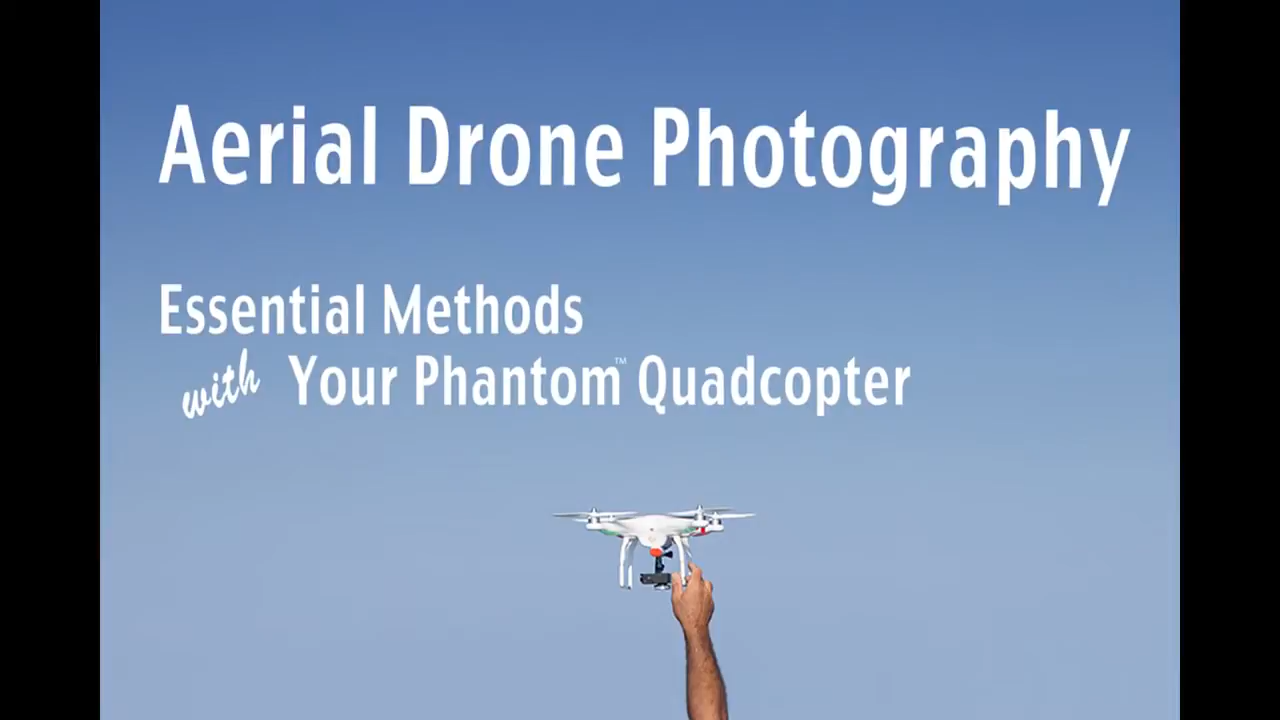 Aerial Drone Photography
Essential Methods
with Your Phantom™ Quadcopter